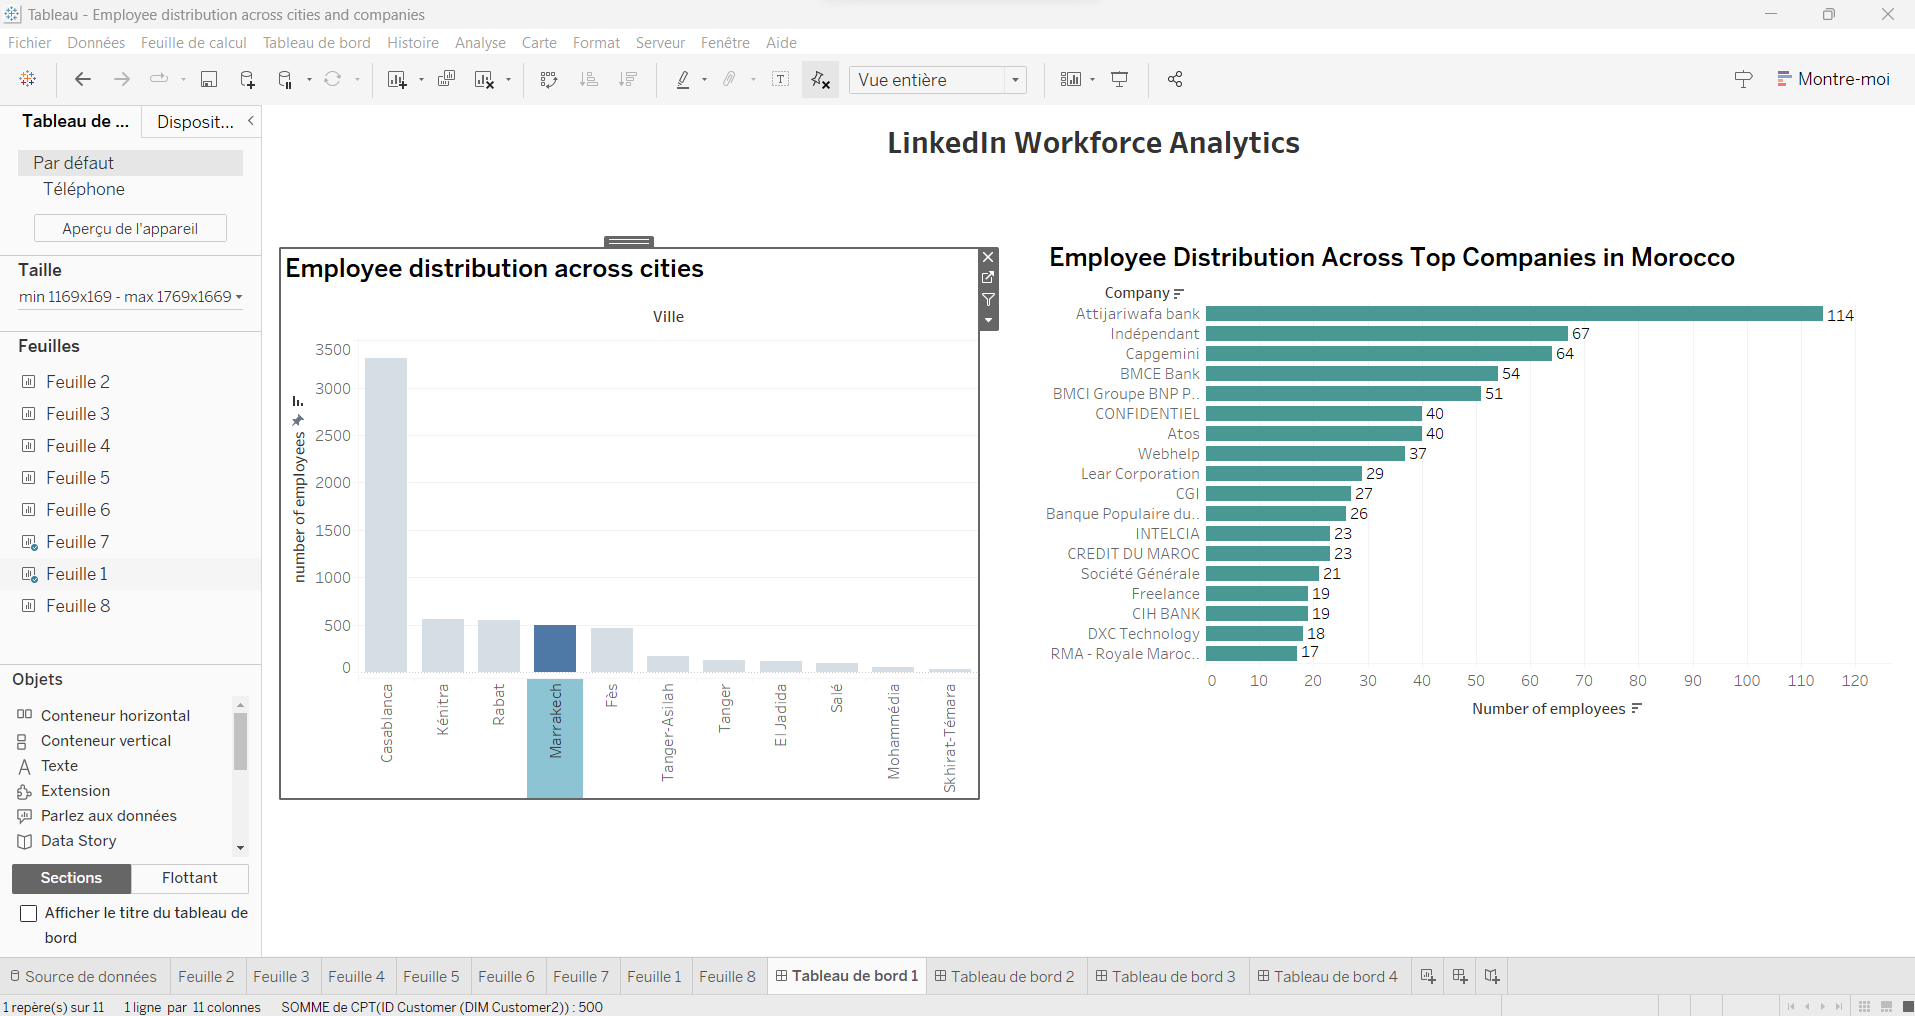 Tableau - Employee distribution across cities and companies
Fichier Données Feuille de calcul Tableau de bord Histoire Analyse Carte Format Serveur Fenêtre Aide
Vue entière
Montre-moi
Tableau de ... Disposit...
Par défaut
Téléphone
Aperçu de l'appareil
Taille
min 1169x169 - max 1769x1669
Feuilles
Feuille 2
Feuille 3
Feuille 4
Feuille 5
Feuille 6
Feuille 7
Feuille 1
Feuille 8
Objets
Conteneur horizontal
Conteneur vertical
Texte
Extension
Parlez aux données
Data Story
Sections Flottant
Afficher le titre du tableau de
bord
LinkedIn Workforce Analytics
Employee distribution across cities
Ville
number of employees
3500
3000
2500
2000
1500
1000
500
0
Casablanca
Kénitra
Rabat
Marrakech
Fès
Tanger-Asilah
Tanger
El Jadida
Salé
Mohammédia
Skhirat-Témara
Employee Distribution Across Top Companies in Morocco
Company
Attijariwafa bank 114
Indépendant 67
Capgemini 64
BMCE Bank 54
BMCI Groupe BNP P.. 51
CONFIDENTIEL 40
Atos 40
Webhelp 37
Lear Corporation 29
CGI 27
Banque Populaire du.. 26
INTELCIA 23
CREDIT DU MAROC 23
Société Générale 21
Freelance 19
CIH BANK 19
DXC Technology 18
RMA - Royale Maroc.. 17
0 10 20 30 40 50 60 70 80 90 100 110 120
Number of employees
Source de données Feuille 2 Feuille 3 Feuille 4 Feuille 5 Feuille 6 Feuille 7 Feuille 1 Feuille 8 Tableau de bord 1 Tableau de bord 2 Tableau de bord 3 Tableau de bord 4
1 repère(s) sur 11 1 ligne par 11 colonnes SOMME de CPT(ID Customer (DIM Customer2)) : 500